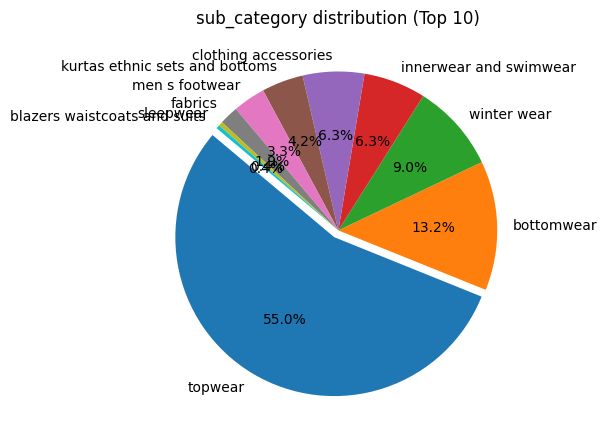 sub_category distribution (Top 10)
clothing accessories
innerwear and swimwear
kurtas ethnic sets and bottoms
men s footwear
winter wear
fabrics
sleepwear
blazers waistcoats and suits
bottomwear
topwear
6.3%
6.3%
4.2%
3.3%
9.0%
0.4%
13.2%
55.0%